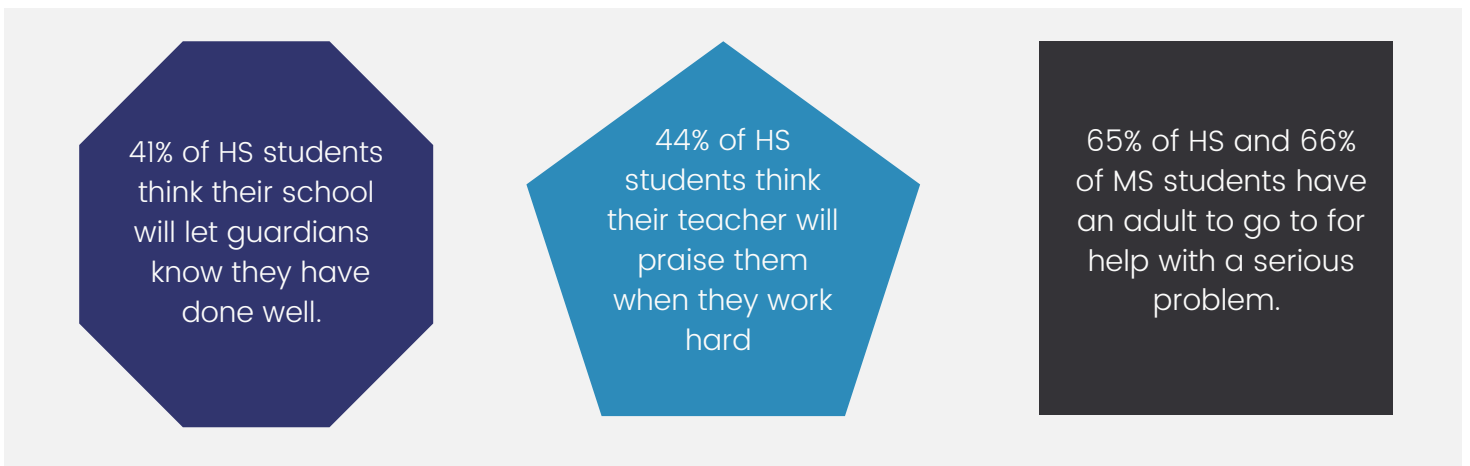 41% of HS students
think their school
will let guardians
know they have
done well.
44% of HS
students think
their teacher will
praise them
when they work
hard
65% of HS and 66%
of MS students have
an adult to go to for
help with a serious
problem.